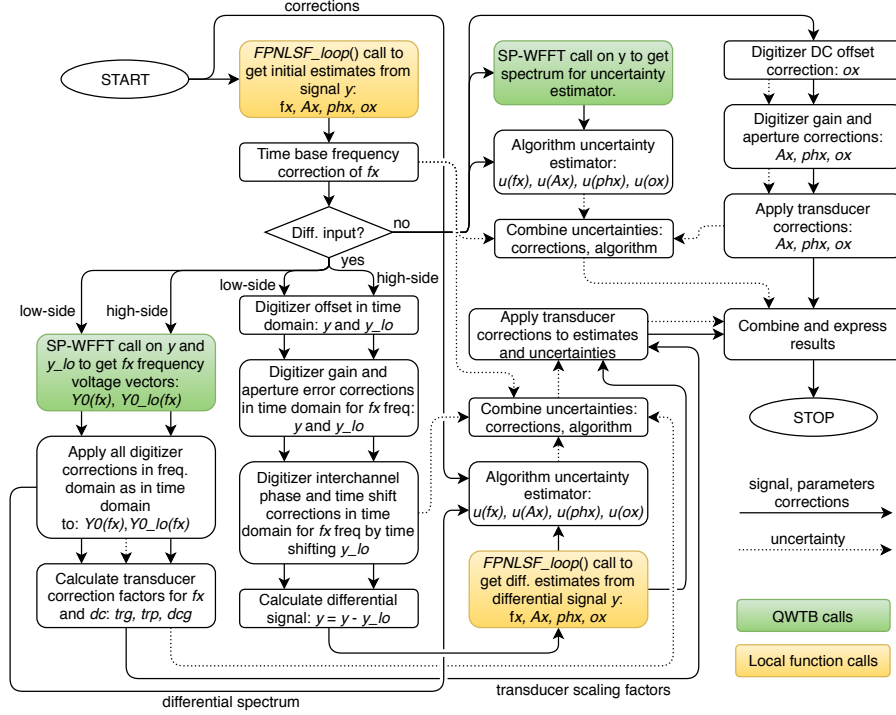 corrections
START
FPNLSF_loop() call to
get initial estimates from
signal y:
fx, Ax, phx, ox
SP-WFFT call on y to get
spectrum for uncertainty
estimator.
Digitizer DC offset
correction: ox
Digitizer gain and
aperture corrections:
Ax, phx, ox
Time base frequency
correction of fx
Algorithm uncertainty
estimator:
u(fx), u(Ax), u(phx), u(ox)
Apply transducer
corrections:
Ax, phx, ox
Diff. input?
no
yes
Combine uncertainties:
corrections, algorithm
low-side
high-side
low-side
high-side
Digitizer offset in time
domain: y and y_lo
Apply transducer
corrections to estimates
and uncertainties
Combine and express
results
SP-WFFT call on y and
y_lo to get fx frequency
voltage vectors:
Y0(fx), Y0_lo(fx)
Digitizer gain and
aperture error corrections
in time domain for fx freq:
y and y_lo
Combine uncertainties:
corrections, algorithm
STOP
Apply all digitizer
corrections in freq.
domain as in time
domain
to: Y0(fx),Y0_lo(fx)
Digitizer interchannel
phase and time shift
corrections in time
domain for fx freq by time
shifting y_lo
Algorithm uncertainty
estimator:
u(fx), u(Ax), u(phx), u(ox)
signal, parameters
corrections
uncertainty
Calculate transducer
correction factors for fx
and dc: trg, trp, dcg
Calculate differential
signal: y = y - y_lo
FPNLSF_loop() call to
get diff. estimates from
differential signal y:
fx, Ax, phx, ox
QWTB calls
Local function calls
differential spectrum
transducer scaling factors